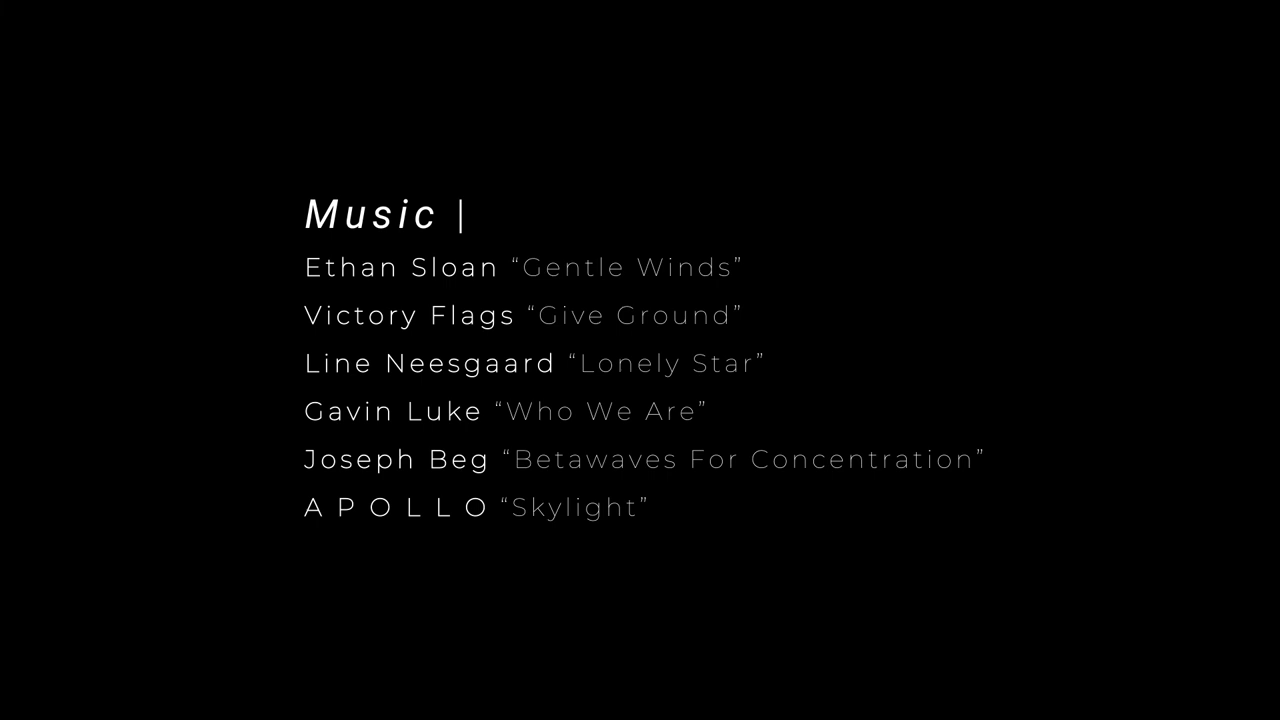 Music |
Ethan Sloan “Gentle Winds”
Victory Flags “Give Ground”
Line Neesgaard “Lonely Star”
Gavin Luke “Who We Are”
Joseph Beg “Betawaves For Concentration”
A P O L L O “Skylight”